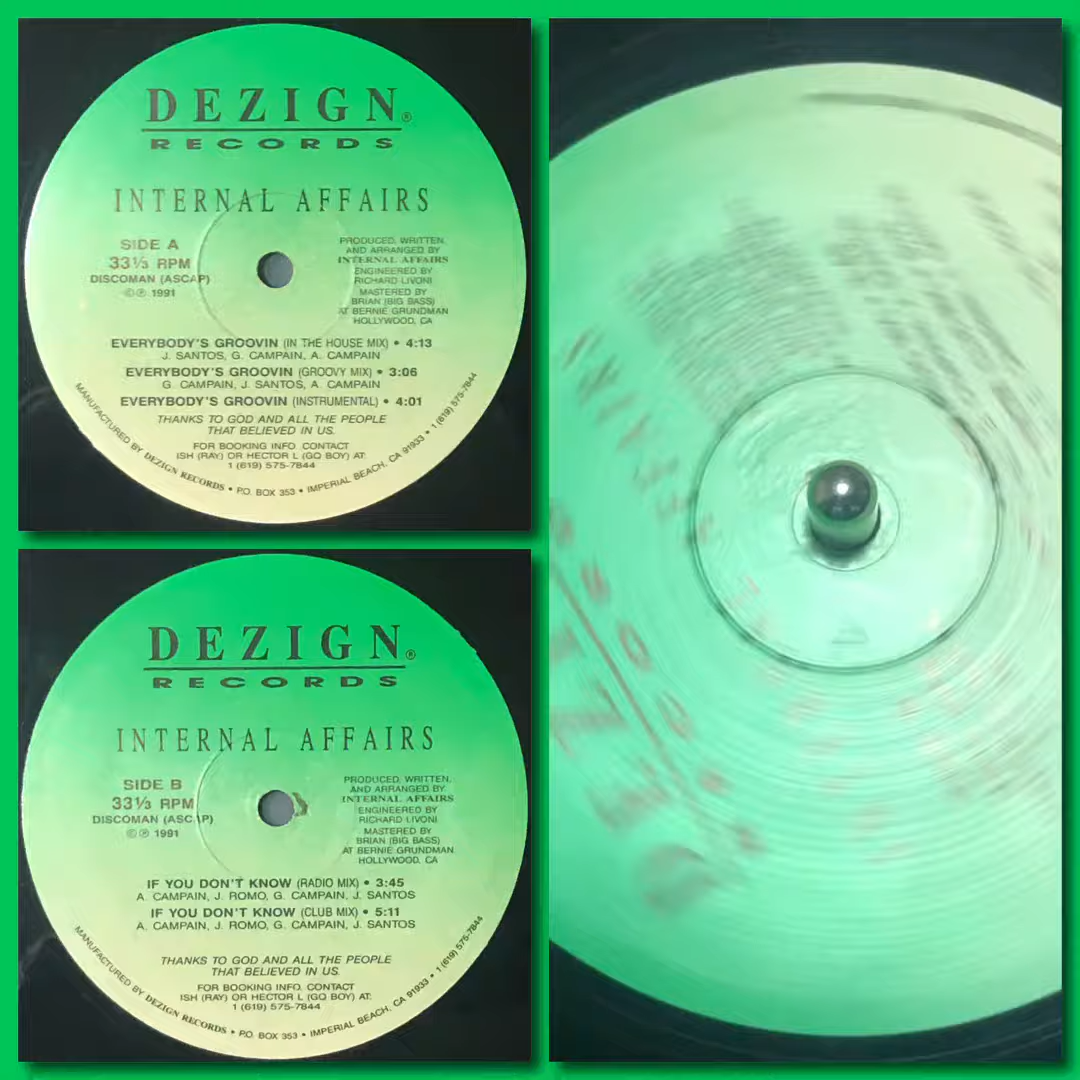 DEZIGN®
RECORDS
INTERNAL AFFAIRS
SIDE A
33⅓ RPM
DISCOMAN (ASCAP)
©℗ 1991
PRODUCED, WRITTEN,
AND ARRANGED BY
INTERNAL AFFAIRS
ENGINEERED BY
RICHARD LIVONI
MASTERED BY
BRIAN (BIG BASS)
AT BERNIE GRUNDMAN
HOLLYWOOD, CA
EVERYBODY'S GROOVIN (IN THE HOUSE MIX) • 4:13
J. SANTOS, G. CAMPAIN, A. CAMPAIN
EVERYBODY'S GROOVIN (GROOVY MIX) • 3:06
G. CAMPAIN, J. SANTOS, A. CAMPAIN
EVERYBODY'S GROOVIN (INSTRUMENTAL) • 4:01
THANKS TO GOD AND ALL THE PEOPLE
THAT BELIEVED IN US.
FOR BOOKING INFO. CONTACT
ISH (RAY) OR HECTOR L (GQ BOY) AT:
1 (619) 575-7844
MANUFACTURED BY DEZIGN RECORDS • P.O. BOX 353 • IMPERIAL BEACH, CA 91933 • 1 (619) 575-7844
DEZIGN®
RECORDS
INTERNAL AFFAIRS
SIDE B
33⅓ RPM
DISCOMAN (ASCAP)
©℗ 1991
PRODUCED, WRITTEN,
AND ARRANGED BY
INTERNAL AFFAIRS
ENGINEERED BY
RICHARD LIVONI
MASTERED BY
BRIAN (BIG BASS)
AT BERNIE GRUNDMAN
HOLLYWOOD, CA
IF YOU DON'T KNOW (RADIO MIX) • 3:45
A. CAMPAIN, J. ROMO, G. CAMPAIN, J. SANTOS
IF YOU DON'T KNOW (CLUB MIX) • 5:11
A. CAMPAIN, J. ROMO, G. CAMPAIN, J. SANTOS
THANKS TO GOD AND ALL THE PEOPLE
THAT BELIEVED IN US.
FOR BOOKING INFO. CONTACT
ISH (RAY) OR HECTOR L (GQ BOY) AT:
1 (619) 575-7844
MANUFACTURED BY DEZIGN RECORDS • P.O. BOX 353 • IMPERIAL BEACH, CA 91933 • 1 (619) 575-7844